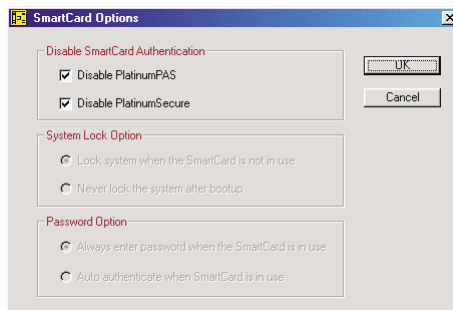 SmartCard Options
Disable SmartCard Authentication
Disable PlatinumPAS
Disable PlatinumSecure
OK
Cancel
System Lock Option
Lock system when the SmartCard is not in use
Never lock the system after bootup
Password Option
Always enter password when the SmartCard is in use
Auto authenticate when SmartCard is in use